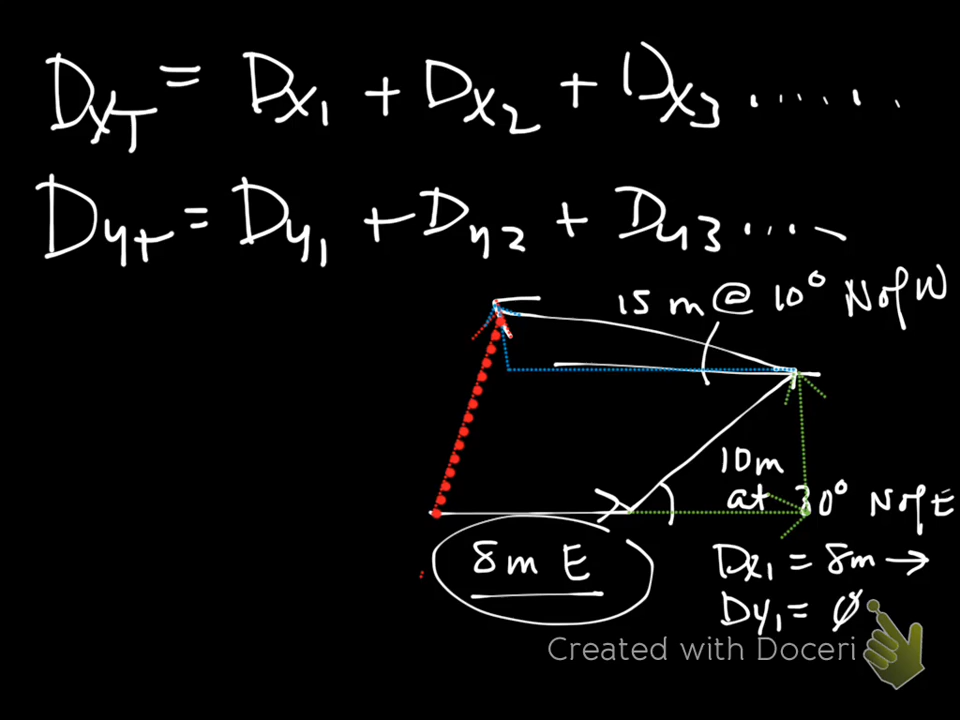 DxT = Dx1 + Dx2 + Dx3 ......
Dyt = Dy1 + Dy2 + Dy3 ....
15 m @ 10° N of W
10m
at 30° N of E
8m E
Dx1 = 8m →
Dy1 = ∅
Created with Doceri